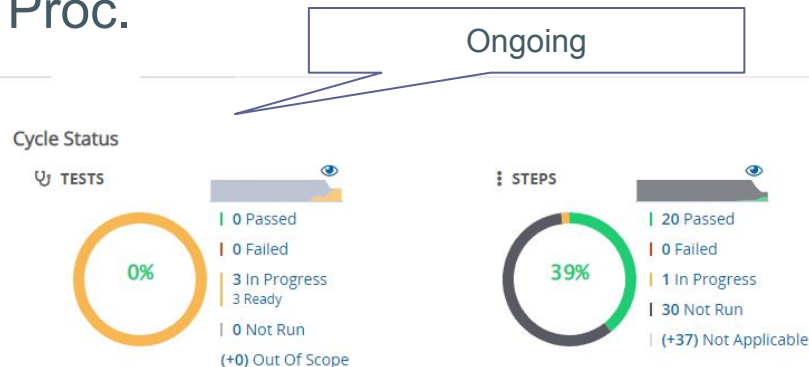 Proc.
Ongoing
Cycle Status
TESTS
0%
0 Passed
0 Failed
3 In Progress
3 Ready
0 Not Run
(+0) Out Of Scope
STEPS
39%
20 Passed
0 Failed
1 In Progress
30 Not Run
(+37) Not Applicable